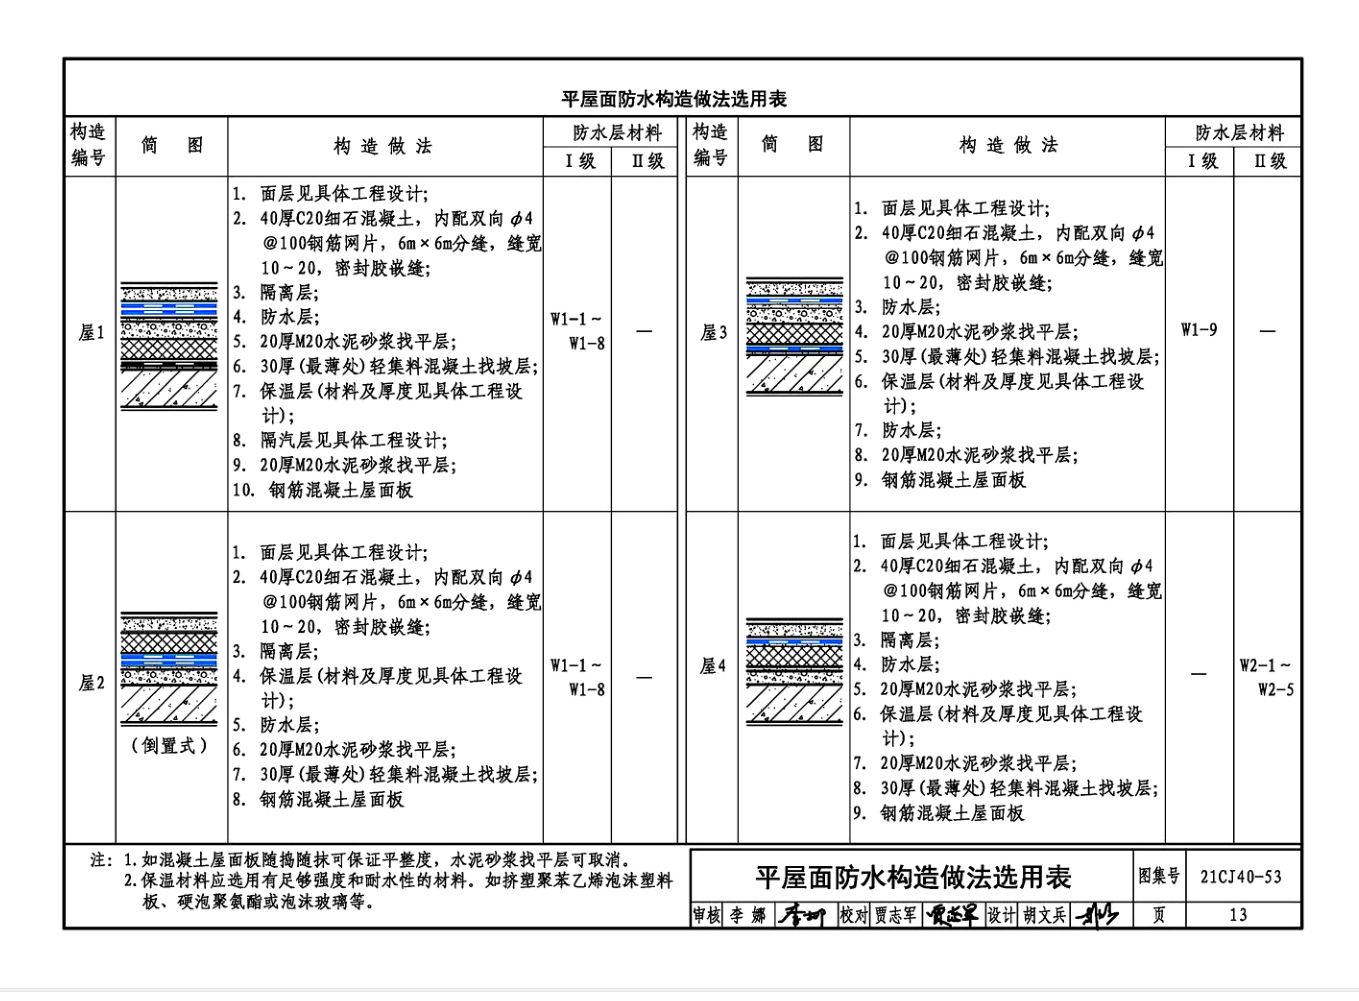 平屋面防水构造做法选用表
构造编号 简 图 构 造 做 法 防水层材料
Ⅰ级 Ⅱ级
屋1
1. 面层见具体工程设计;
2. 40厚C20细石混凝土，内配双向φ4
@100钢筋网片，6m×6m分缝，缝宽
10~20，密封胶嵌缝;
3. 隔离层;
4. 防水层;
5. 20厚M20水泥砂浆找平层;
6. 30厚(最薄处)轻集料混凝土找坡层;
7. 保温层(材料及厚度见具体工程设
计);
8. 隔汽层见具体工程设计;
9. 20厚M20水泥砂浆找平层;
10. 钢筋混凝土屋面板
W1-1~
W1-8
—
屋2
(倒置式)
1. 面层见具体工程设计;
2. 40厚C20细石混凝土，内配双向φ4
@100钢筋网片，6m×6m分缝，缝宽
10~20，密封胶嵌缝;
3. 隔离层;
4. 保温层(材料及厚度见具体工程设
计);
5. 防水层;
6. 20厚M20水泥砂浆找平层;
7. 30厚(最薄处)轻集料混凝土找坡层;
8. 钢筋混凝土屋面板
W1-1~
W1-8
—
构造编号 简 图 构 造 做 法 防水层材料
Ⅰ级 Ⅱ级
屋3
1. 面层见具体工程设计;
2. 40厚C20细石混凝土，内配双向φ4
@100钢筋网片，6m×6m分缝，缝宽
10~20，密封胶嵌缝;
3. 防水层;
4. 20厚M20水泥砂浆找平层;
5. 30厚(最薄处)轻集料混凝土找坡层;
6. 保温层(材料及厚度见具体工程设
计);
7. 防水层;
8. 20厚M20水泥砂浆找平层;
9. 钢筋混凝土屋面板
W1-9
—
屋4
1. 面层见具体工程设计;
2. 40厚C20细石混凝土，内配双向φ4
@100钢筋网片，6m×6m分缝，缝宽
10~20，密封胶嵌缝;
3. 隔离层;
4. 防水层;
5. 20厚M20水泥砂浆找平层;
6. 保温层(材料及厚度见具体工程设
计);
7. 20厚M20水泥砂浆找平层;
8. 30厚(最薄处)轻集料混凝土找坡层;
9. 钢筋混凝土屋面板
—
W2-1~
W2-5
注: 1.如混凝土屋面板随捣随抹可保证平整度，水泥砂浆找平层可取消。
2.保温材料应选用有足够强度和耐水性的材料。如挤塑聚苯乙烯泡沫塑料
板、硬泡聚氨酯或泡沫玻璃等。
平屋面防水构造做法选用表 图集号 21CJ40-53
审核 李 娜 李娜 校对 贾志军 贾志军 设计 胡文兵 页 13